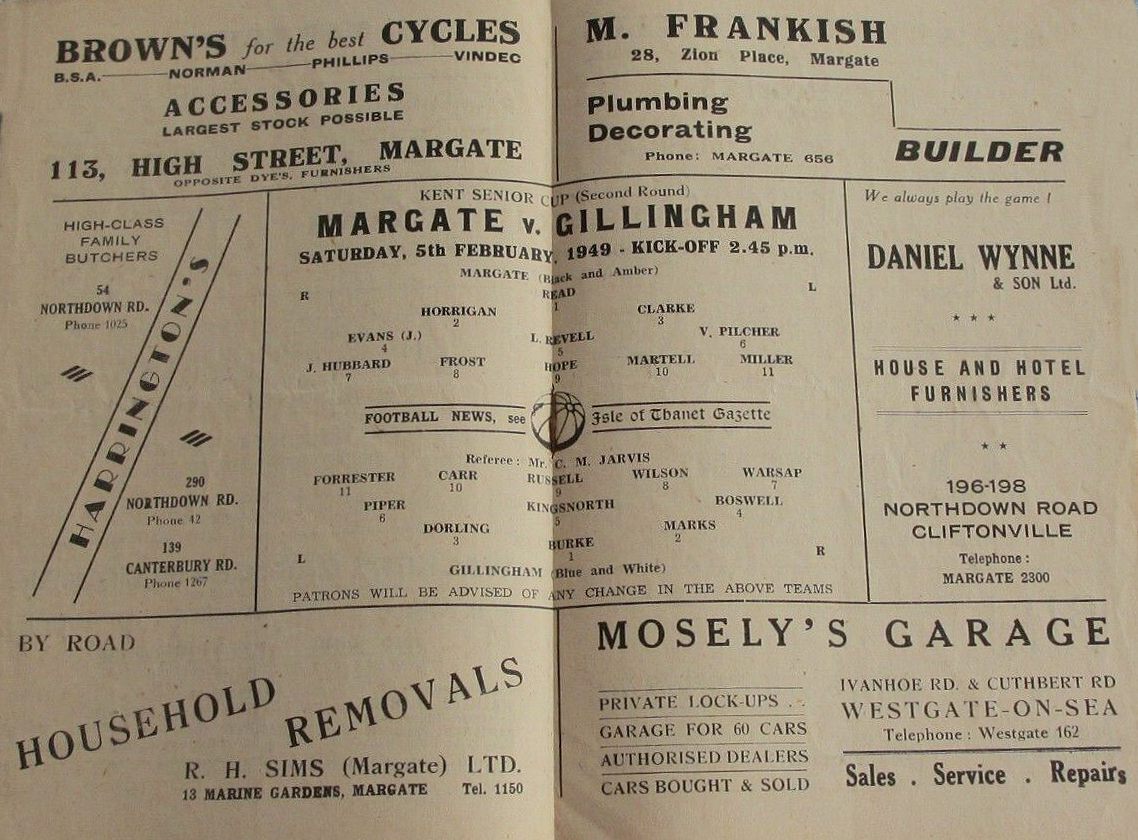 BROWN'S for the best CYCLES
B.S.A. NORMAN PHILLIPS VINDEC
ACCESSORIES
LARGEST STOCK POSSIBLE
113, HIGH STREET, MARGATE
OPPOSITE DYE'S, FURNISHERS
M. FRANKISH
28, Zion Place, Margate
Plumbing
Decorating
Phone: MARGATE 656
BUILDER
HIGH-CLASS
FAMILY
BUTCHERS
54
NORTHDOWN RD.
Phone 1025
HARRINGTON'S
290
NORTHDOWN RD.
Phone 42
139
CANTERBURY RD.
Phone 1267
KENT SENIOR CUP (Second Round)
MARGATE v. GILLINGHAM
SATURDAY, 5th FEBRUARY, 1949 - KICK-OFF 2.45 p.m.
MARGATE (Black and Amber)
R READ L
1
HORRIGAN CLARKE
2 3
EVANS (J.) L. REVELL V. PILCHER
4 5 6
J. HUBBARD FROST HOPE MARTELL MILLER
7 8 9 10 11
FOOTBALL NEWS, see Isle of Thanet Gazette
Referee: Mr. C. M. JARVIS
FORRESTER CARR RUSSELL WILSON WARSAP
11 10 9 8 7
PIPER KINGSNORTH BOSWELL
6 5 4
DORLING MARKS
3 2
BURKE
1
L R
GILLINGHAM (Blue and White)
PATRONS WILL BE ADVISED OF ANY CHANGE IN THE ABOVE TEAMS
We always play the game !
DANIEL WYNNE
& SON Ltd.
* * *
HOUSE AND HOTEL
FURNISHERS
* *
196-198
NORTHDOWN ROAD
CLIFTONVILLE
Telephone :
MARGATE 2300
BY ROAD
HOUSEHOLD
REMOVALS
R. H. SIMS (Margate) LTD.
13 MARINE GARDENS, MARGATE Tel. 1150
MOSELY'S GARAGE
PRIVATE LOCK-UPS . .
GARAGE FOR 60 CARS
AUTHORISED DEALERS
CARS BOUGHT & SOLD
IVANHOE RD. & CUTHBERT RD
WESTGATE-ON-SEA
Telephone : Westgate 162
Sales . Service . Repairs